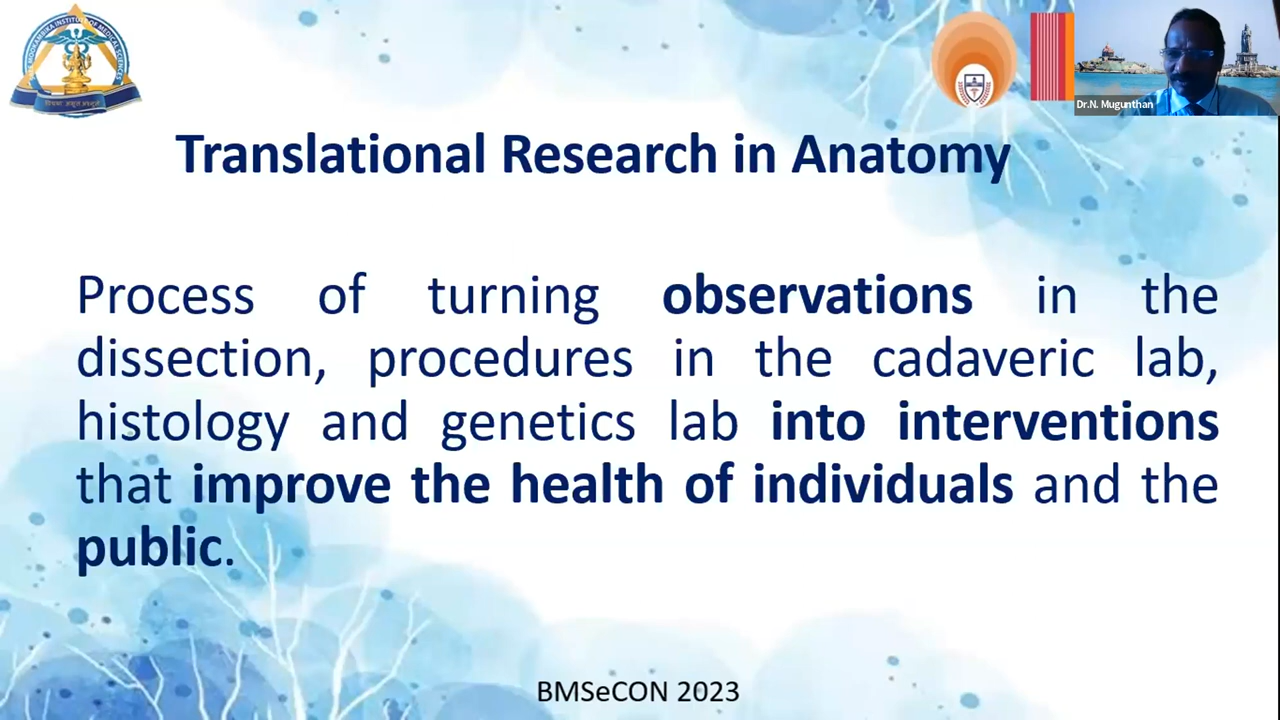 Dr.N. Mugunthan
Translational Research in Anatomy
Process of turning observations in the
dissection, procedures in the cadaveric lab,
histology and genetics lab into interventions
that improve the health of individuals and the
public.
BMSeCON 2023